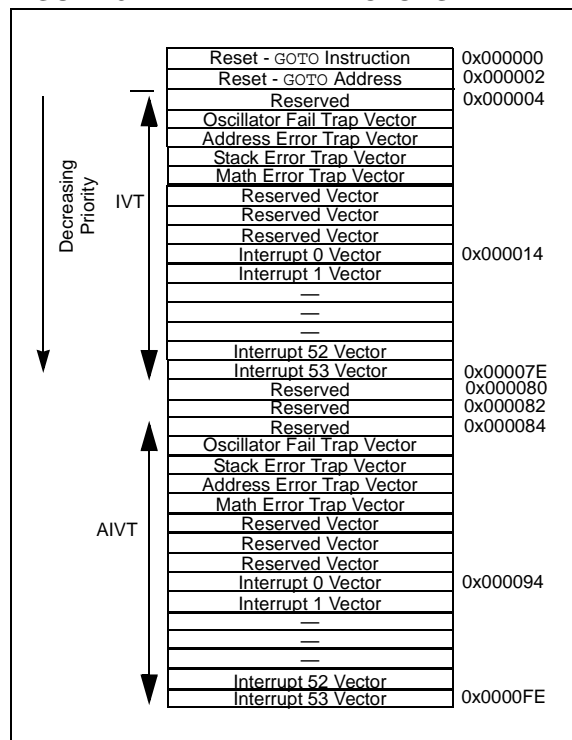 Reset - GOTO Instruction 0x000000
Reset - GOTO Address 0x000002
Reserved 0x000004
Oscillator Fail Trap Vector
Address Error Trap Vector
Stack Error Trap Vector
Math Error Trap Vector
Reserved Vector
Reserved Vector
Reserved Vector
Interrupt 0 Vector 0x000014
Interrupt 1 Vector
—
—
—
Interrupt 52 Vector
Interrupt 53 Vector 0x00007E
Reserved 0x000080
Reserved 0x000082
Reserved 0x000084
Oscillator Fail Trap Vector
Stack Error Trap Vector
Address Error Trap Vector
Math Error Trap Vector
Reserved Vector
Reserved Vector
Reserved Vector
Interrupt 0 Vector 0x000094
Interrupt 1 Vector
—
—
—
Interrupt 52 Vector
Interrupt 53 Vector 0x0000FE
Decreasing
Priority
IVT
AIVT